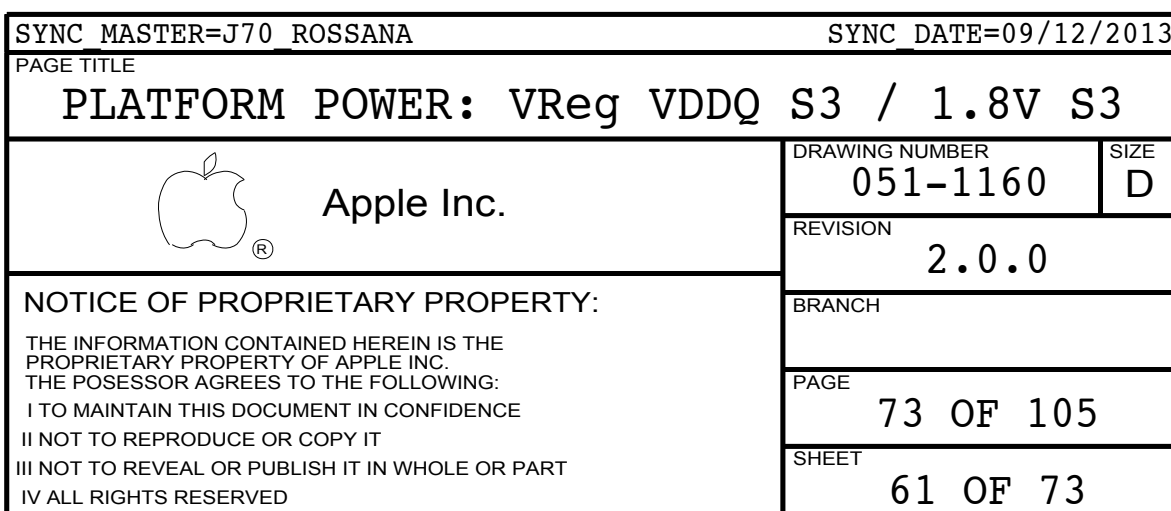 SYNC_MASTER=J70_ROSSANA SYNC_DATE=09/12/2013
PAGE TITLE
PLATFORM POWER: VReg VDDQ S3 / 1.8V S3
Apple Inc.
®
DRAWING NUMBER
051-1160
SIZE
D
REVISION
2.0.0
BRANCH
NOTICE OF PROPRIETARY PROPERTY:
THE INFORMATION CONTAINED HEREIN IS THE
PROPRIETARY PROPERTY OF APPLE INC.
THE POSESSOR AGREES TO THE FOLLOWING:
I TO MAINTAIN THIS DOCUMENT IN CONFIDENCE
II NOT TO REPRODUCE OR COPY IT
III NOT TO REVEAL OR PUBLISH IT IN WHOLE OR PART
IV ALL RIGHTS RESERVED
PAGE
73 OF 105
SHEET
61 OF 73